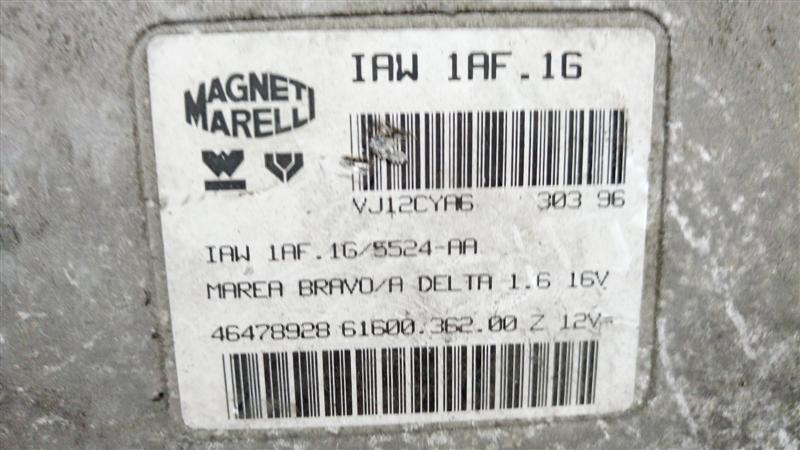 MAGNETI
MARELLI
IAW 1AF.16
VJ12CYA6 303 96
IAW 1AF.16/5524-AA
MAREA BRAVO/A DELTA 1.6 16V
46478928 61600.362.00 Z 12V